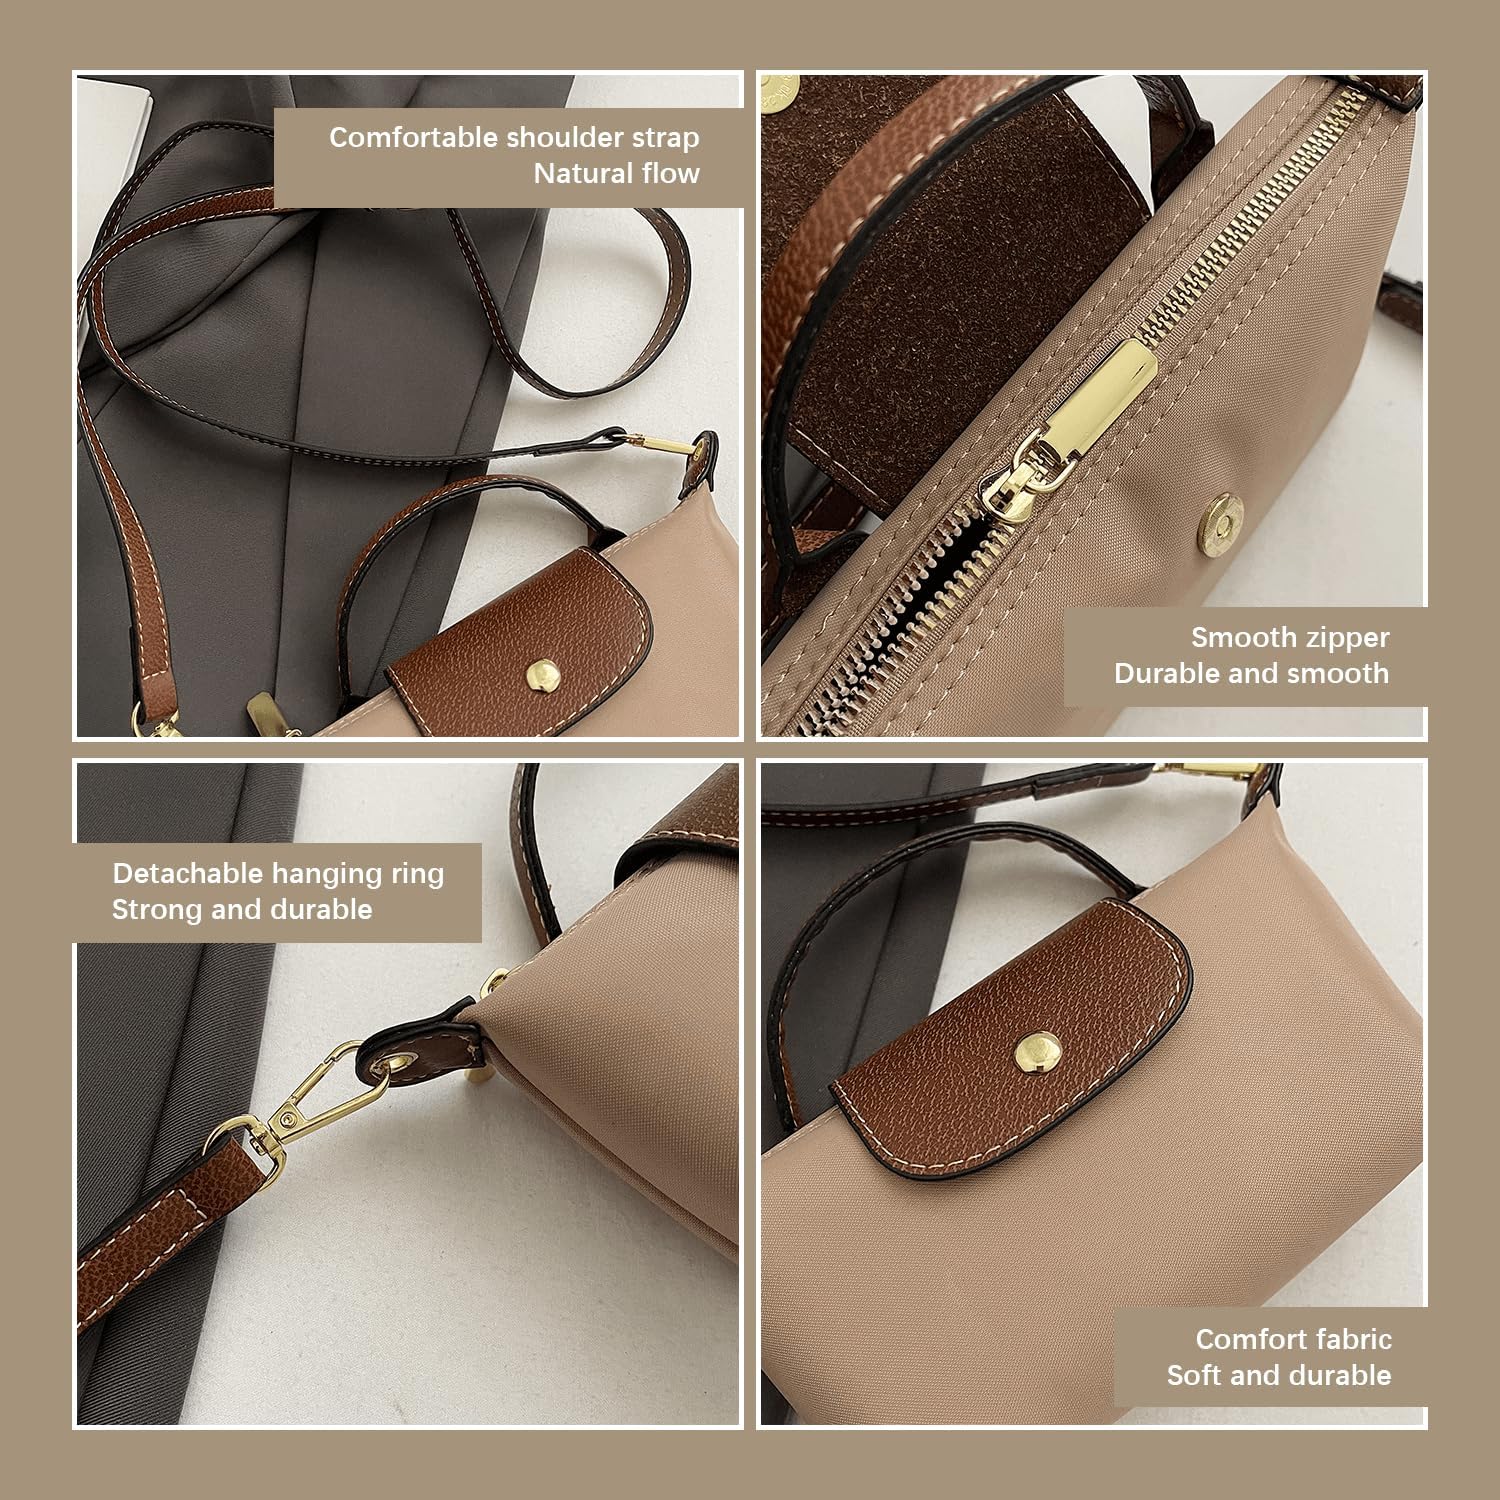 Comfortable shoulder strap
Natural flow
Smooth zipper
Durable and smooth
Detachable hanging ring
Strong and durable
Comfort fabric
Soft and durable